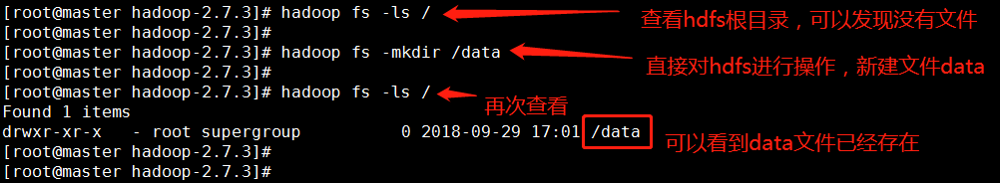 [root@master hadoop-2.7.3]# hadoop fs -ls / 查看hdfs根目录，可以发现没有文件
[root@master hadoop-2.7.3]#
[root@master hadoop-2.7.3]# hadoop fs -mkdir /data 直接对hdfs进行操作，新建文件data
[root@master hadoop-2.7.3]#
[root@master hadoop-2.7.3]# hadoop fs -ls / 再次查看
Found 1 items
drwxr-xr-x   - root supergroup          0 2018-09-29 17:01 /data 可以看到data文件已经存在
[root@master hadoop-2.7.3]#
[root@master hadoop-2.7.3]#